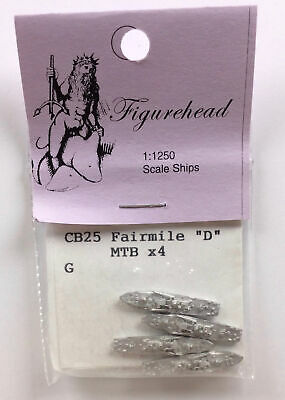 Figurehead
1:1250
Scale Ships
CB25 Fairmile "D"
MTB x4
G